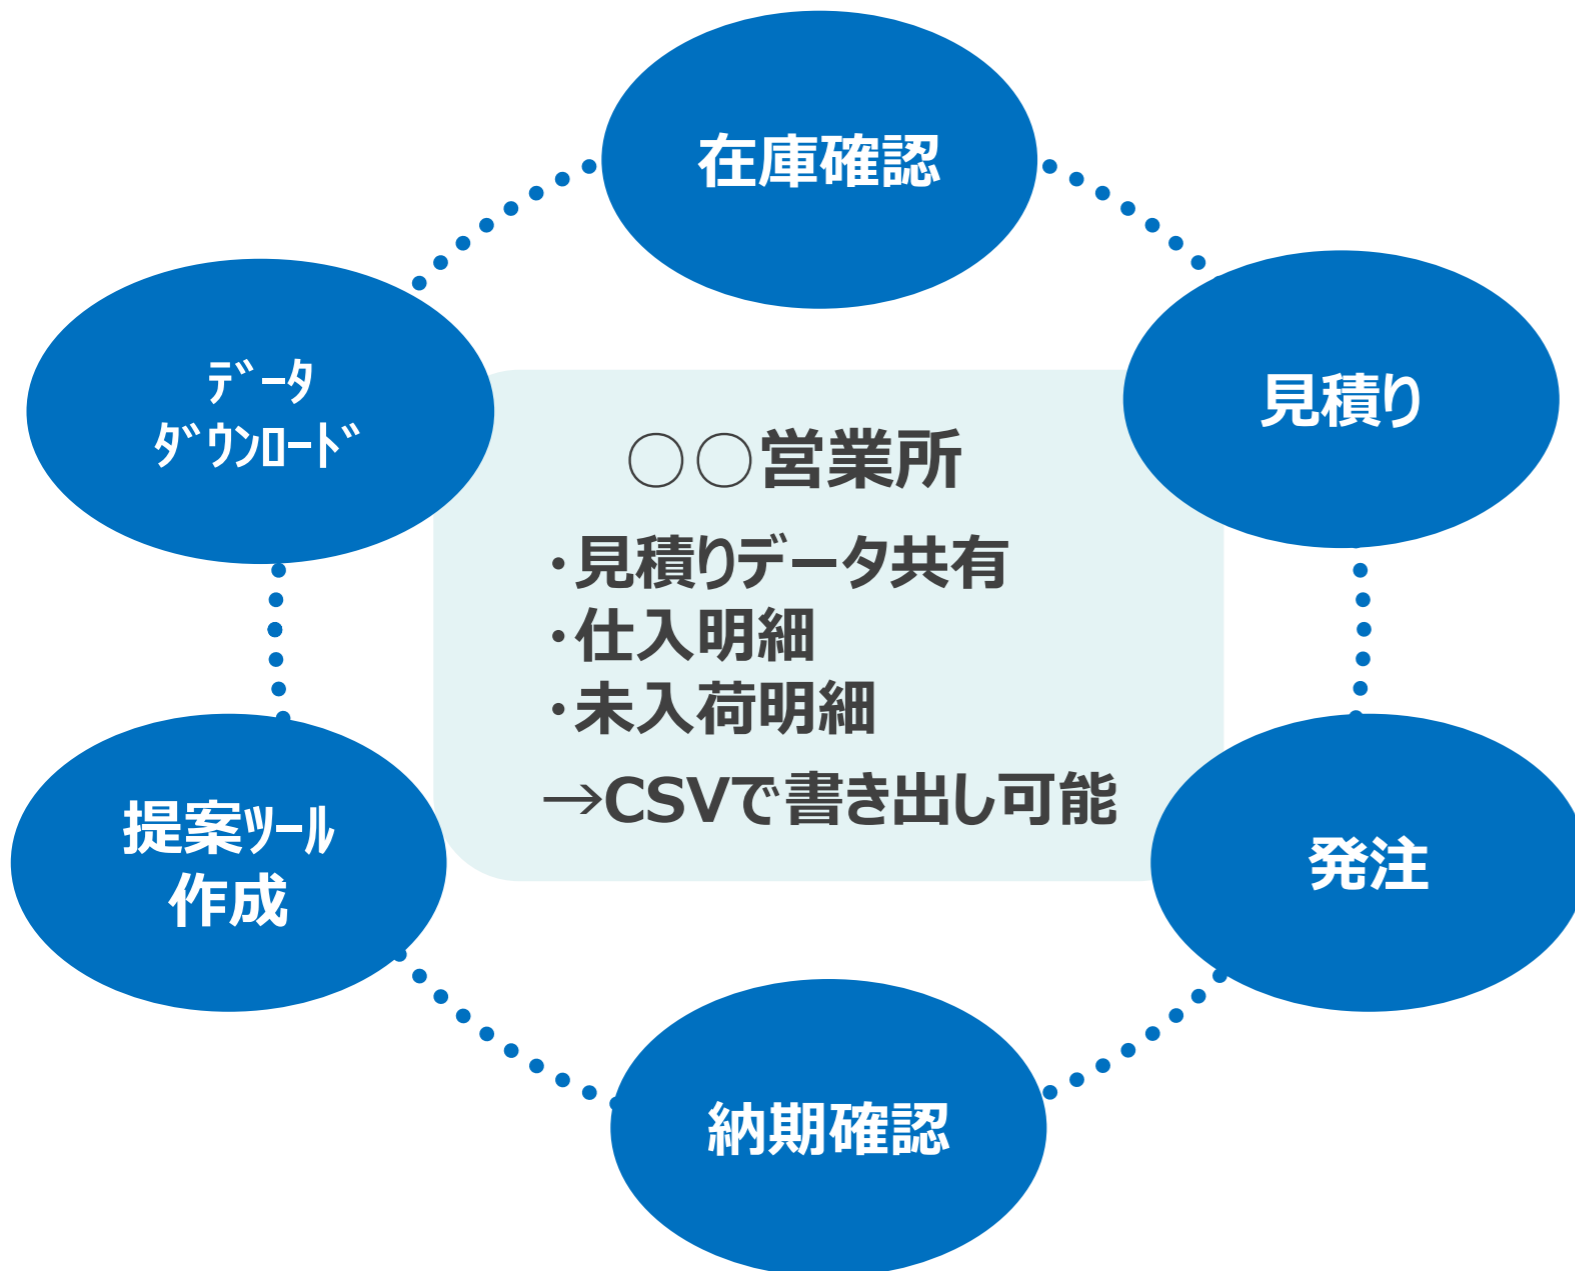 在庫確認
見積り
ﾃﾞｰﾀ
ﾀﾞｳﾝﾛｰﾄﾞ
○○営業所
・見積りデータ共有
・仕入明細
・未入荷明細
→CSVで書き出し可能
提案ﾂｰﾙ
作成
発注
納期確認